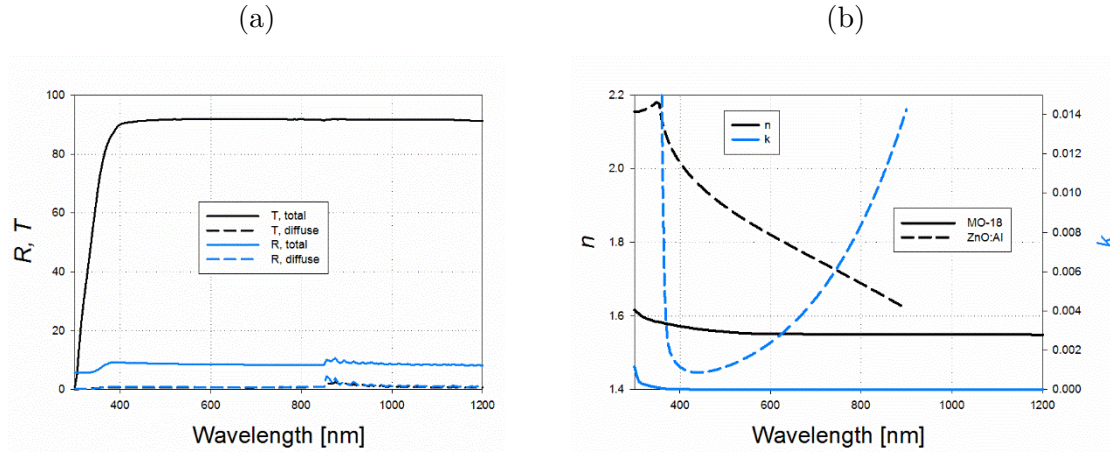 (a)
100
80
60
40
20
0
R, T
T, total
T, diffuse
R, total
R, diffuse
400 600 800 1000 1200
Wavelength [nm]
(b)
2.2
2.0
1.8
1.6
1.4
n
n
k
MO-18
ZnO:Al
0.014
0.012
0.010
0.008
0.006
0.004
0.002
0.000
k
400 600 800 1000 1200
Wavelength [nm]